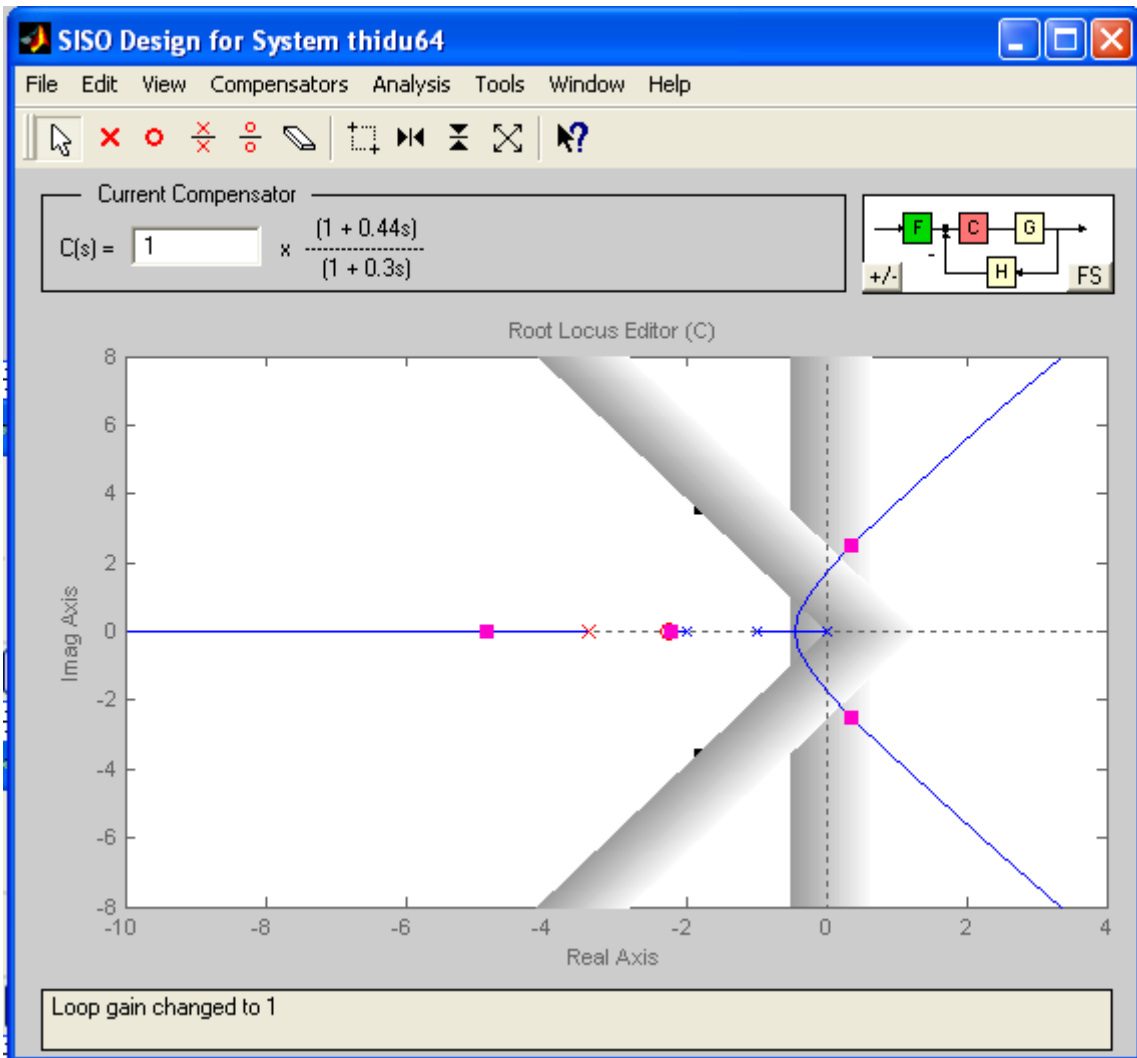 SISO Design for System thidu64
File Edit View Compensators Analysis Tools Window Help
Current Compensator
C(s) = 1 x (1 + 0.44s)
(1 + 0.3s)
F C G
-
H
+/- FS
Root Locus Editor (C)
8
6
4
2
0
-2
-4
-6
-8
Imag Axis
-10 -8 -6 -4 -2 0 2 4
Real Axis
Loop gain changed to 1